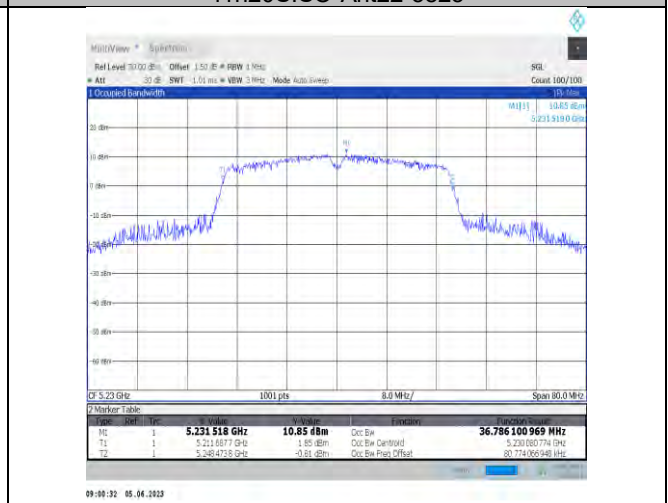 MultiView Spectrum
Ref Level 30.00 dBm Offset 1.50 dB RBW 1 MHz SGL
Att 30 dB SWT 1.01 ms VBW 3 MHz Mode Auto Sweep Count 100/100
1 Occupied Bandwidth
M1[1] 10.85 dBm
5.231518 0 GHz
20 dBm
M1
10 dBm
T1
0 dBm
-10 dBm
-20 dBm
-30 dBm
-40 dBm
-50 dBm
-60 dBm
CF 5.23 GHz 1001 pts 8.0 MHz/ Span 80.0 MHz
2 Marker Table
Type Ref Trc X-Value Y-Value Function Function Result
M1 1 5.231 518 GHz 10.85 dBm Occ Bw 36.786 100 969 MHz
T1 1 5.211 6877 GHz 1.85 dBm Occ Bw Centroid 5.230 080 774 GHz
T2 1 5.248 4738 GHz -0.81 dBm Occ Bw Freq Offset 80.774 066 948 kHz
09:00:32 05.06.2023